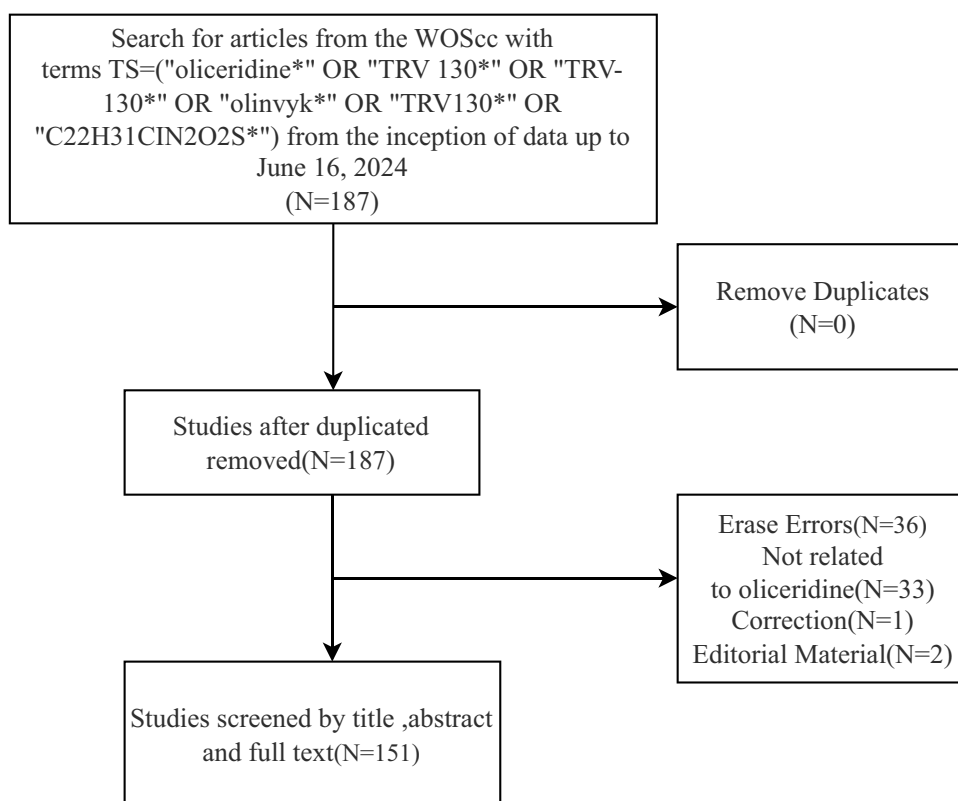 Search for articles from the WOScc with
terms TS=("oliceridine*" OR "TRV 130*" OR "TRV-
130*" OR "olinvyk*" OR "TRV130*" OR
"C22H31CIN2O2S*") from the inception of data up to
June 16, 2024
(N=187)
Remove Duplicates
(N=0)
Studies after duplicated
removed(N=187)
Erase Errors(N=36)
Not related
to oliceridine(N=33)
Correction(N=1)
Editorial Material(N=2)
Studies screened by title ,abstract
and full text(N=151)